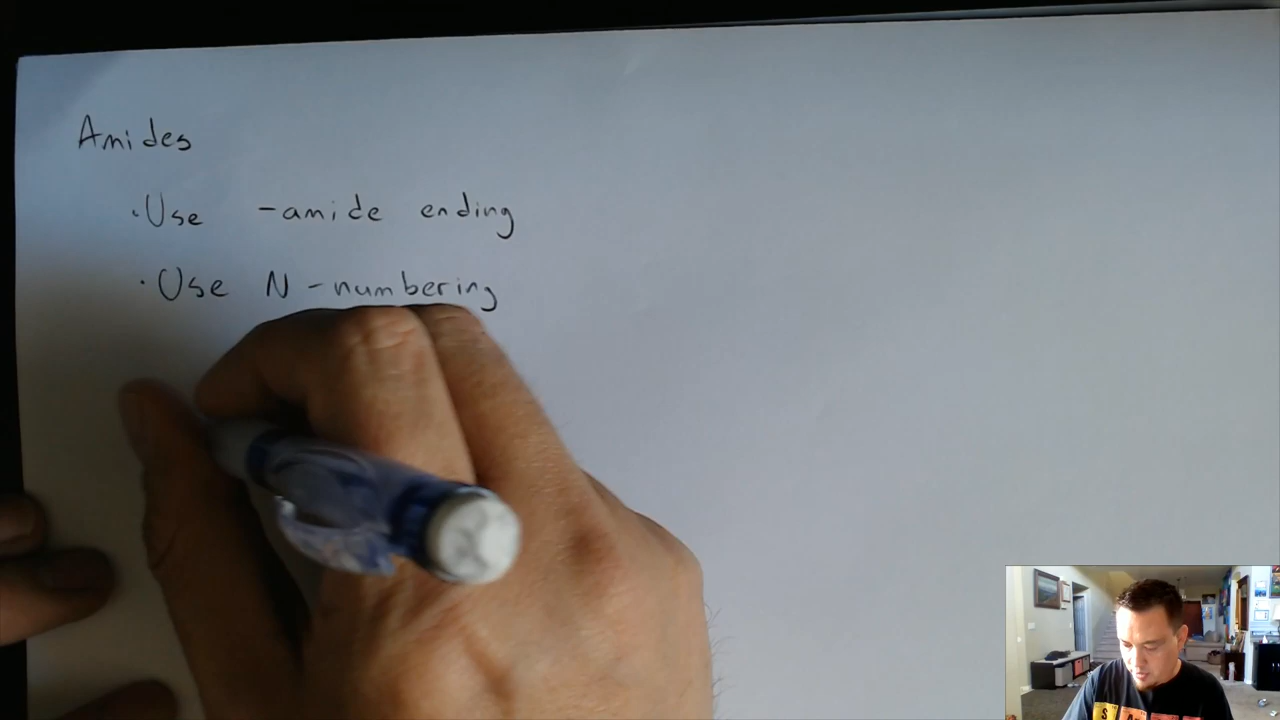 Amides
· Use -amide ending
· Use N-numbering